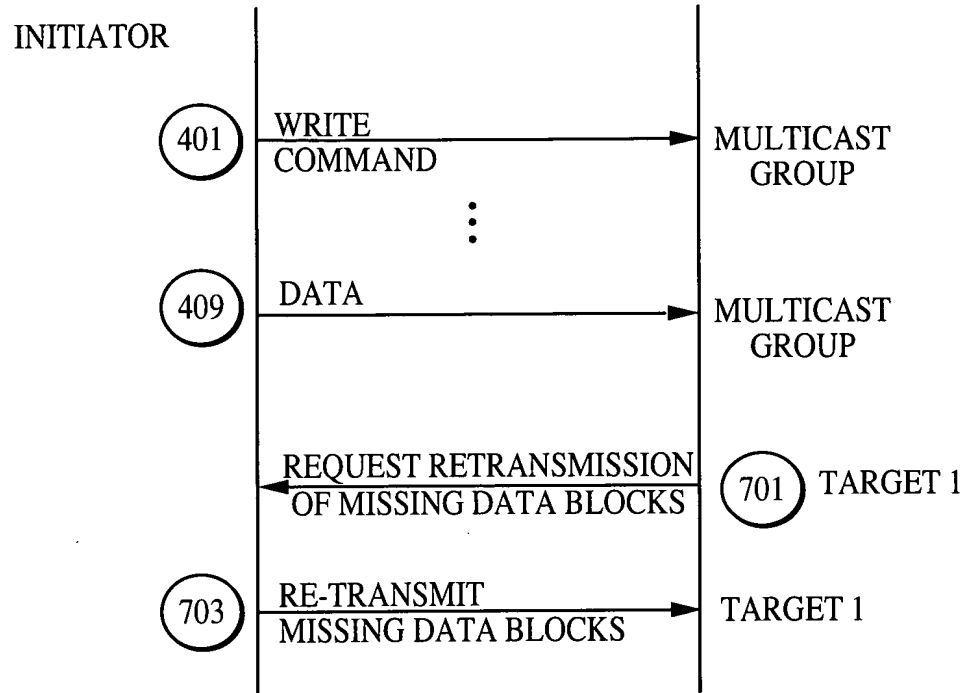 INITIATOR
401
WRITE
COMMAND
MULTICAST
GROUP
409
DATA
MULTICAST
GROUP
REQUEST RETRANSMISSION
OF MISSING DATA BLOCKS
701
TARGET 1
703
RE-TRANSMIT
MISSING DATA BLOCKS
TARGET 1